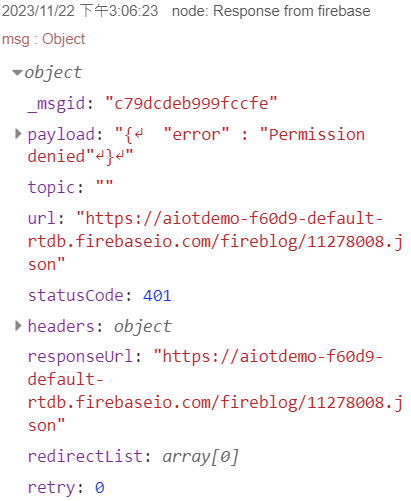 2023/11/22 下午3:06:23 node: Response from firebase
msg : Object
object
_msgid: "c79dcdeb999fccfe"
payload: "{↲  "error" : "Permission
denied"↲}↲"
topic: ""
url: "https://aiotdemo-f60d9-default-
rtdb.firebaseio.com/fireblog/11278008.j
son"
statusCode: 401
headers: object
responseUrl: "https://aiotdemo-f60d9-
default-
rtdb.firebaseio.com/fireblog/11278008.j
son"
redirectList: array[0]
retry: 0